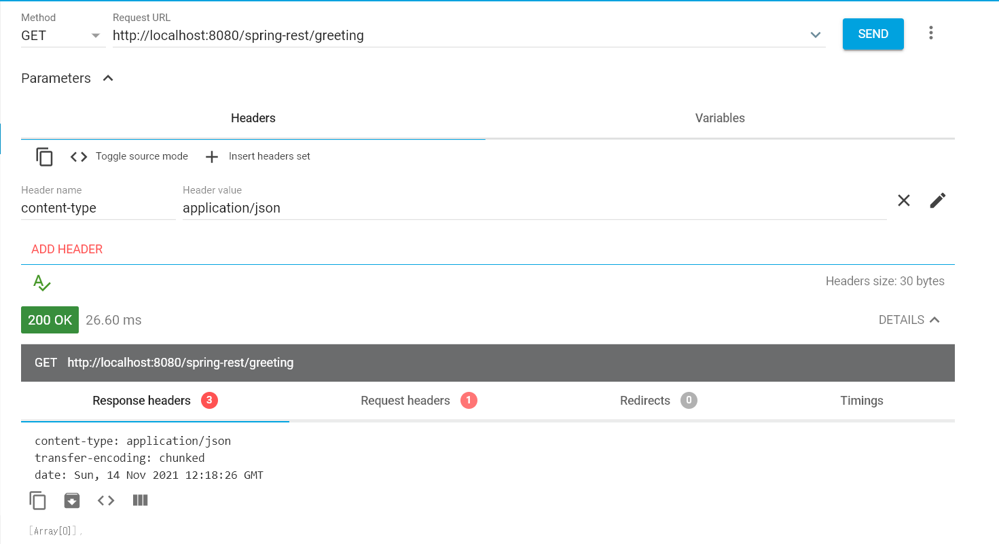 Method
Request URL
GET
http://localhost:8080/spring-rest/greeting
SEND
Parameters
Headers
Variables
Toggle source mode
Insert headers set
Header name
Header value
content-type
application/json
ADD HEADER
Headers size: 30 bytes
200 OK
26.60 ms
DETAILS
GET http://localhost:8080/spring-rest/greeting
Response headers 3
Request headers 1
Redirects 0
Timings
content-type: application/json
transfer-encoding: chunked
date: Sun, 14 Nov 2021 12:18:26 GMT
[Array[0]],